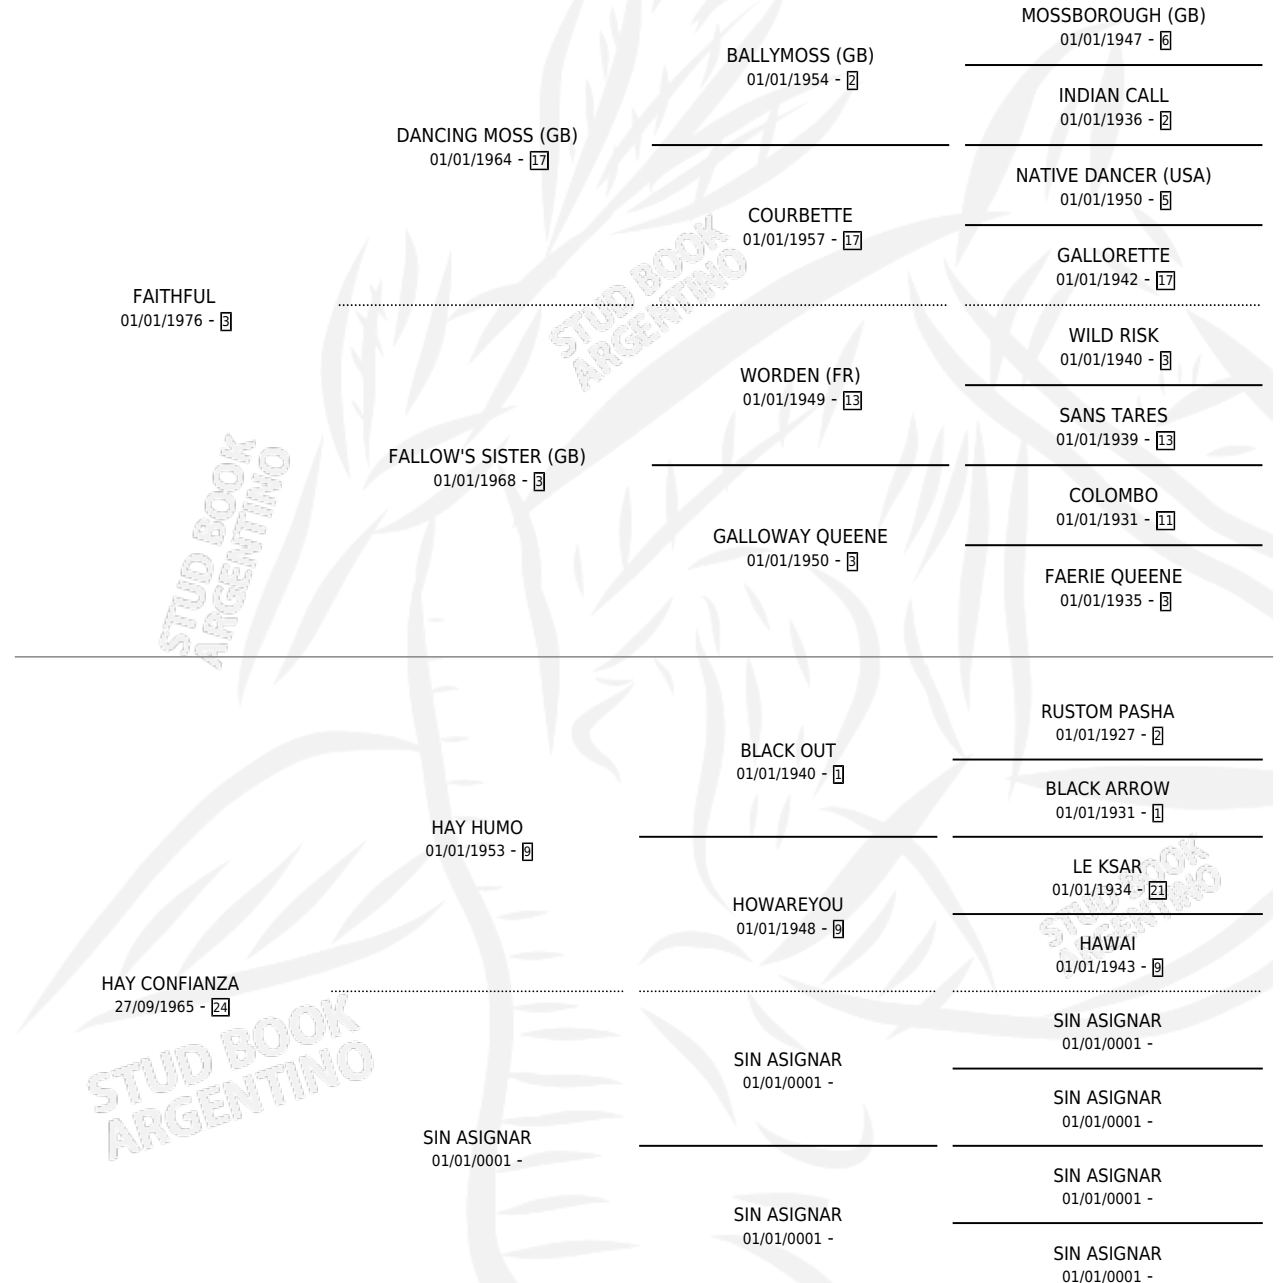 MOSSBOROUGH (GB)
01/01/1947 - 6
BALLYMOSS (GB)
01/01/1954 - 2
INDIAN CALL
01/01/1936 - 2
DANCING MOSS (GB)
01/01/1964 - 17
NATIVE DANCER (USA)
01/01/1950 - 5
COURBETTE
01/01/1957 - 17
GALLORETTE
01/01/1942 - 17
FAITHFUL
01/01/1976 - 3
WILD RISK
01/01/1940 - 3
WORDEN (FR)
01/01/1949 - 13
SANS TARES
01/01/1939 - 13
FALLOW'S SISTER (GB)
01/01/1968 - 3
COLOMBO
01/01/1931 - 11
GALLOWAY QUEENE
01/01/1950 - 3
FAERIE QUEENE
01/01/1935 - 3
RUSTOM PASHA
01/01/1927 - 2
BLACK OUT
01/01/1940 - 1
BLACK ARROW
01/01/1931 - 1
HAY HUMO
01/01/1953 - 9
LE KSAR
01/01/1934 - 21
HOWAREYOU
01/01/1948 - 9
HAWAI
01/01/1943 - 9
HAY CONFIANZA
27/09/1965 - 24
SIN ASIGNAR
01/01/0001 -
SIN ASIGNAR
01/01/0001 -
SIN ASIGNAR
01/01/0001 -
SIN ASIGNAR
01/01/0001 -
SIN ASIGNAR
01/01/0001 -
SIN ASIGNAR
01/01/0001 -
SIN ASIGNAR
01/01/0001 -
STUD BOOK
ARGENTINO
STUD BOOK
ARGENTINO
STUD BOOK
ARGENTINO
STUD BOOK
ARGENTINO